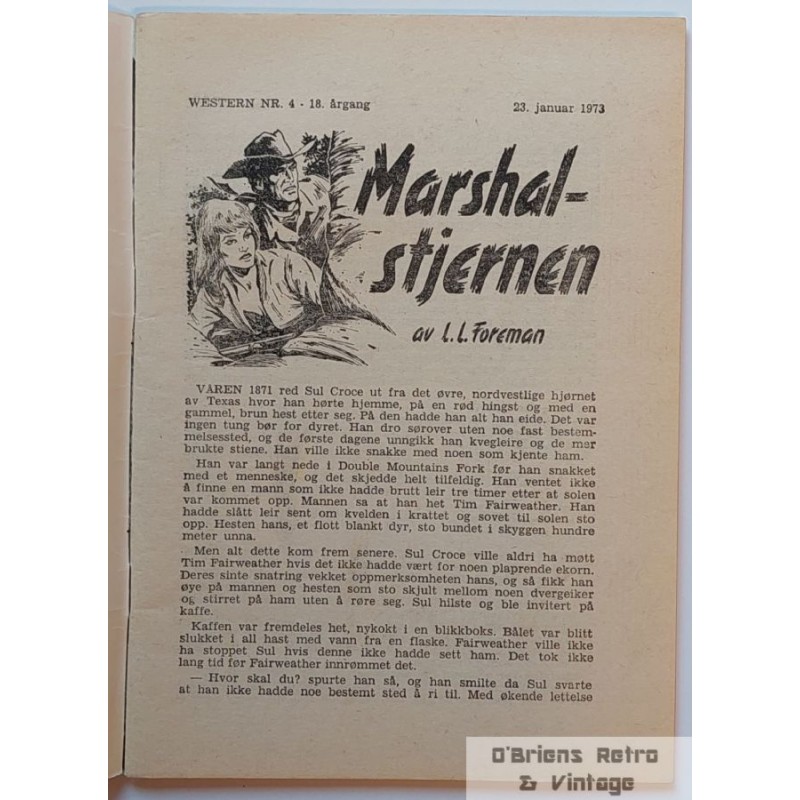 WESTERN NR. 4 - 18. årgang 23. januar 1973
Marshal-
stjernen
av L.L. Foreman
VÅREN 1871 red Sul Croce ut fra det øvre, nordvestlige hjørnet
av Texas hvor han hørte hjemme, på en rød hingst og med en
gammel, brun hest etter seg. På den hadde han alt han eide. Det var
ingen tung bør for dyret. Han dro sørover uten noe fast bestem-
melsessted, og de første dagene unngikk han kvegleire og de mer
brukte stiene. Han ville ikke snakke med noen som kjente ham.
Han var langt nede i Double Mountains Fork før han snakket
med et menneske, og det skjedde helt tilfeldig. Han ventet ikke
å finne en mann som ikke hadde brutt leir tre timer etter at solen
var kommet opp. Mannen sa at han het Tim Fairweather. Han
hadde slått leir sent om kvelden i krattet og sovet til solen sto
opp. Hesten hans, et flott blankt dyr, sto bundet i skyggen hundre
meter unna.
Men alt dette kom frem senere. Sul Croce ville aldri ha møtt
Tim Fairweather hvis det ikke hadde vært for noen plaprende ekorn.
Deres sinte snatring vekket oppmerksomheten hans, og så fikk han
øye på mannen og hesten som sto skjult mellom noen dvergeiker
og stirret på ham uten å røre seg. Sul hilste og ble invitert på
kaffe.
Kaffen var fremdeles het, nykokt i en blikkboks. Bålet var blitt
slukket i all hast med vann fra en flaske. Fairweather ville ikke
ha stoppet Sul hvis denne ikke hadde sett ham. Det tok ikke
lang tid før Fairweather innrømmet det.
— Hvor skal du? spurte han så, og han smilte da Sul svarte
at han ikke hadde noe bestemt sted å ri til. Med økende lettelse
O'Briens Retro
& Vintage